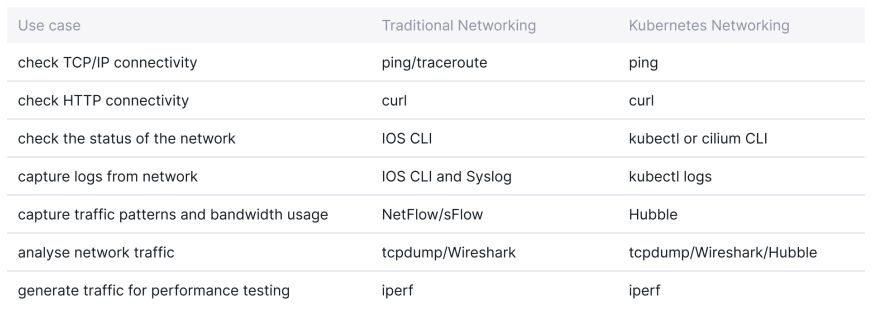 Use case Traditional Networking Kubernetes Networking
check TCP/IP connectivity ping/traceroute ping
check HTTP connectivity curl curl
check the status of the network IOS CLI kubectl or cilium CLI
capture logs from network IOS CLI and Syslog kubectl logs
capture traffic patterns and bandwidth usage NetFlow/sFlow Hubble
analyse network traffic tcpdump/Wireshark tcpdump/Wireshark/Hubble
generate traffic for performance testing iperf iperf